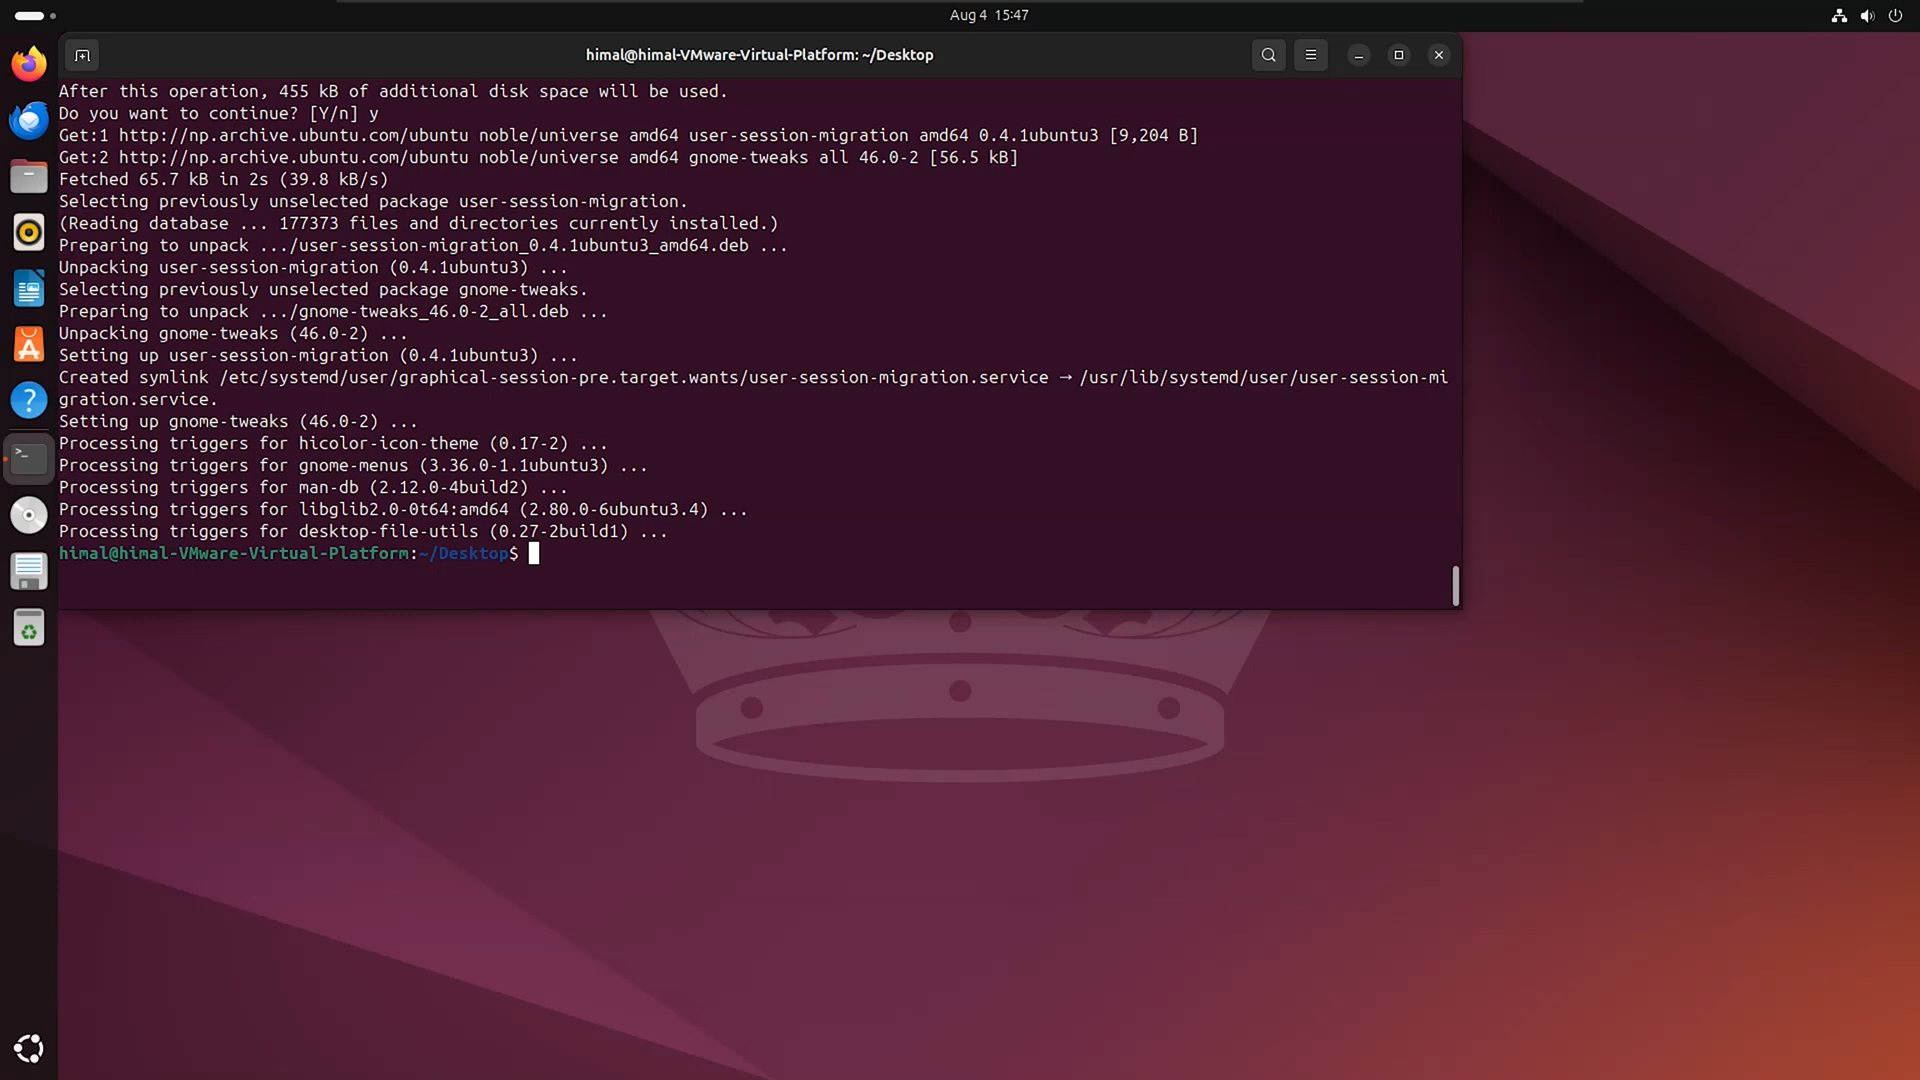 Aug 4 15:47
himal@himal-VMware-Virtual-Platform: ~/Desktop
After this operation, 455 kB of additional disk space will be used.
Do you want to continue? [Y/n] y
Get:1 http://np.archive.ubuntu.com/ubuntu noble/universe amd64 user-session-migration amd64 0.4.1ubuntu3 [9,204 B]
Get:2 http://np.archive.ubuntu.com/ubuntu noble/universe amd64 gnome-tweaks all 46.0-2 [56.5 kB]
Fetched 65.7 kB in 2s (39.8 kB/s)
Selecting previously unselected package user-session-migration.
(Reading database ... 177373 files and directories currently installed.)
Preparing to unpack .../user-session-migration_0.4.1ubuntu3_amd64.deb ...
Unpacking user-session-migration (0.4.1ubuntu3) ...
Selecting previously unselected package gnome-tweaks.
Preparing to unpack .../gnome-tweaks_46.0-2_all.deb ...
Unpacking gnome-tweaks (46.0-2) ...
Setting up user-session-migration (0.4.1ubuntu3) ...
Created symlink /etc/systemd/user/graphical-session-pre.target.wants/user-session-migration.service → /usr/lib/systemd/user/user-session-mi
gration.service.
Setting up gnome-tweaks (46.0-2) ...
Processing triggers for hicolor-icon-theme (0.17-2) ...
Processing triggers for gnome-menus (3.36.0-1.1ubuntu3) ...
Processing triggers for man-db (2.12.0-4build2) ...
Processing triggers for libglib2.0-0t64:amd64 (2.80.0-6ubuntu3.4) ...
Processing triggers for desktop-file-utils (0.27-2build1) ...
himal@himal-VMware-Virtual-Platform:~/Desktop$